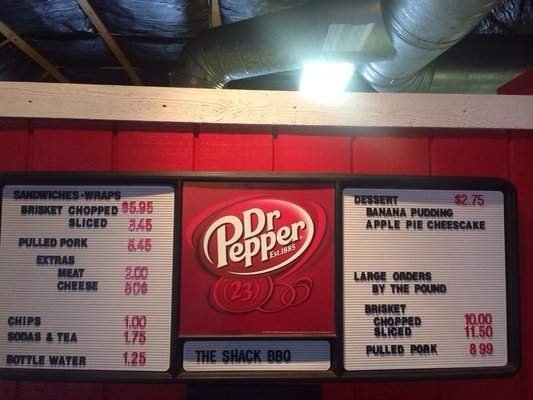 SANDWICHES-WRAPS
BRISKET CHOPPED $5.95
SLICED
PULLED PORK 5.45
EXTRAS
MEAT 2.00
CHEESE 50¢
CHIPS 1.00
SODAS & TEA 1.75
BOTTLE WATER 1.25
Dr
Pepper
Est. 1885
23
THE SHACK BBQ
DESSERT $2.75
BANANA PUDDING
APPLE PIE CHEESCAKE
LARGE ORDERS
BY THE POUND
BRISKET
CHOPPED 10.00
SLICED 11.50
PULLED PORK 8 99